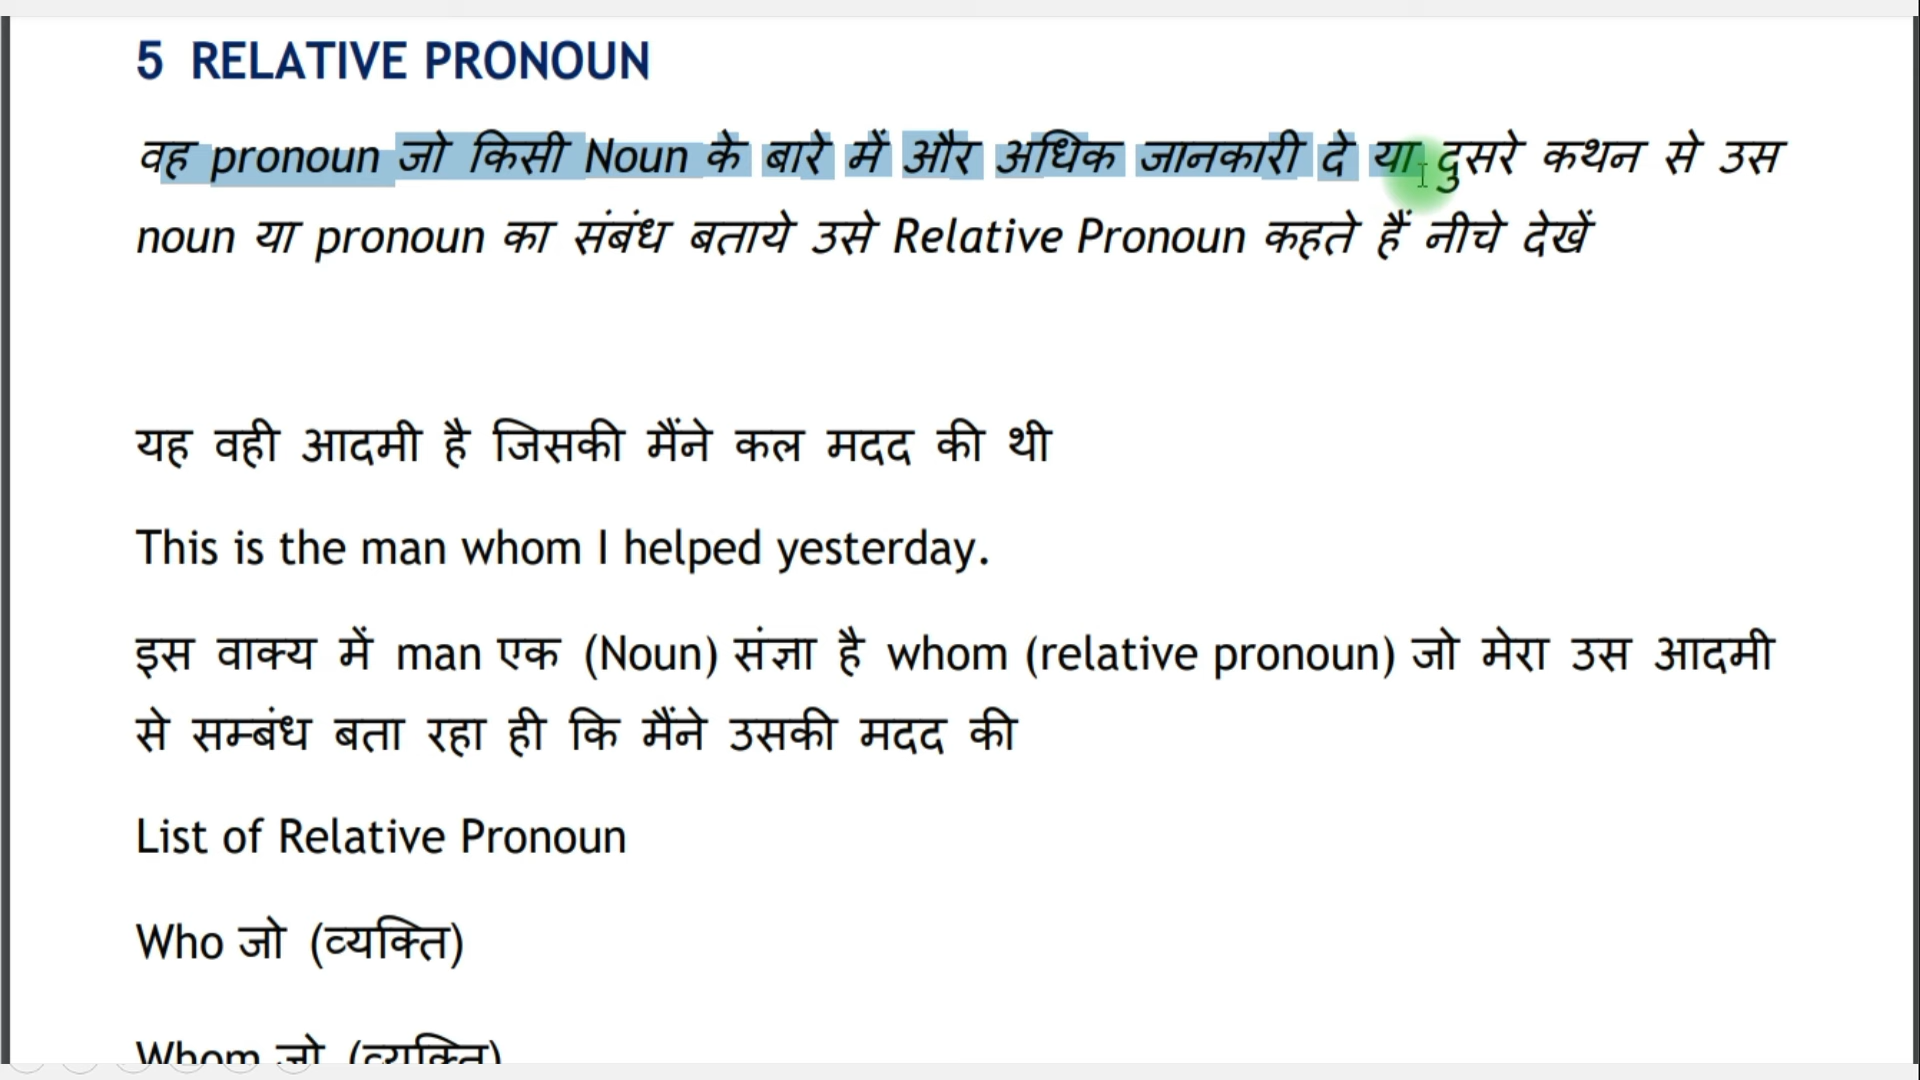 5 RELATIVE PRONOUN
वह pronoun जो किसी Noun के बारे में और अधिक जानकारी दे या दुसरे कथन से उस
noun या pronoun का संबंध बताये उसे Relative Pronoun कहते हैं नीचे देखें
यह वही आदमी है जिसकी मैंने कल मदद की थी
This is the man whom I helped yesterday.
इस वाक्य में man एक (Noun) संज्ञा है whom (relative pronoun) जो मेरा उस आदमी
से सम्बंध बता रहा ही कि मैंने उसकी मदद की
List of Relative Pronoun
Who जो (व्यक्ति)
Whom जो (व्यक्ति)